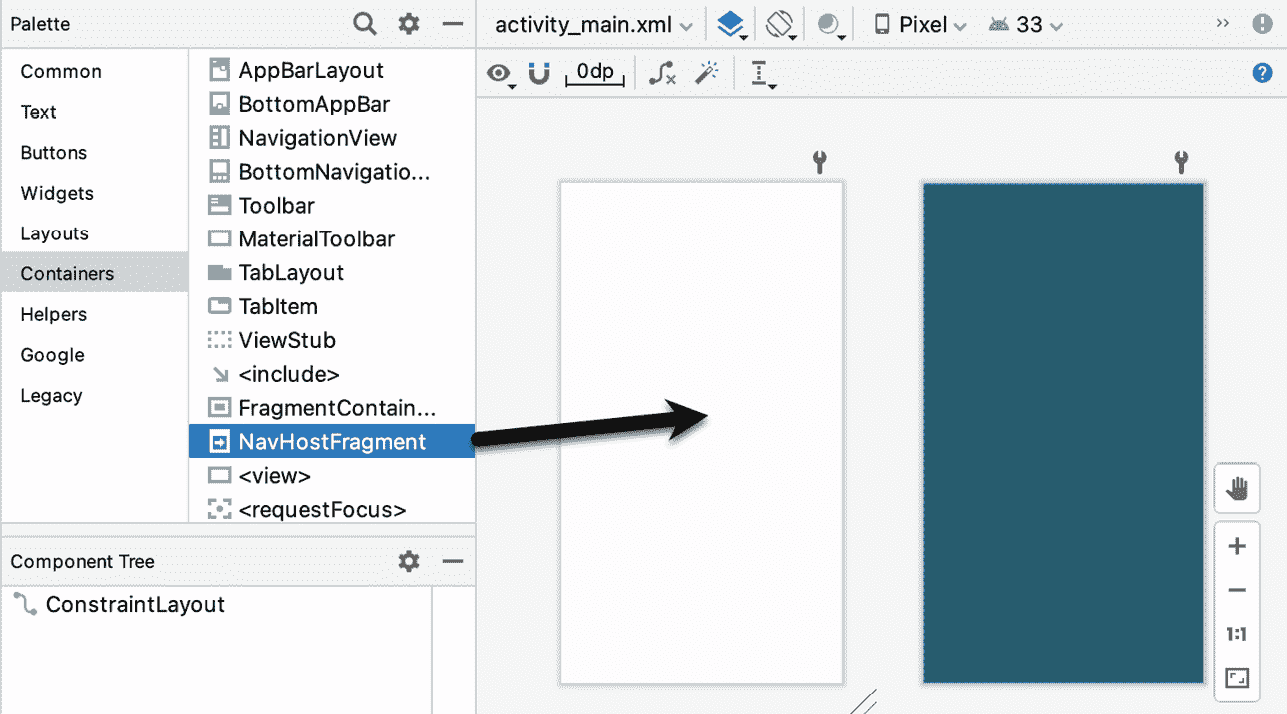 Palette
activity_main.xml
Pixel
33
0dp
Common
Text
Buttons
Widgets
Layouts
Containers
Helpers
Google
Legacy
AppBarLayout
BottomAppBar
NavigationView
BottomNavigatio...
Toolbar
MaterialToolbar
TabLayout
TabItem
ViewStub
<include>
FragmentContain...
NavHostFragment
<view>
<requestFocus>
Component Tree
ConstraintLayout
1:1